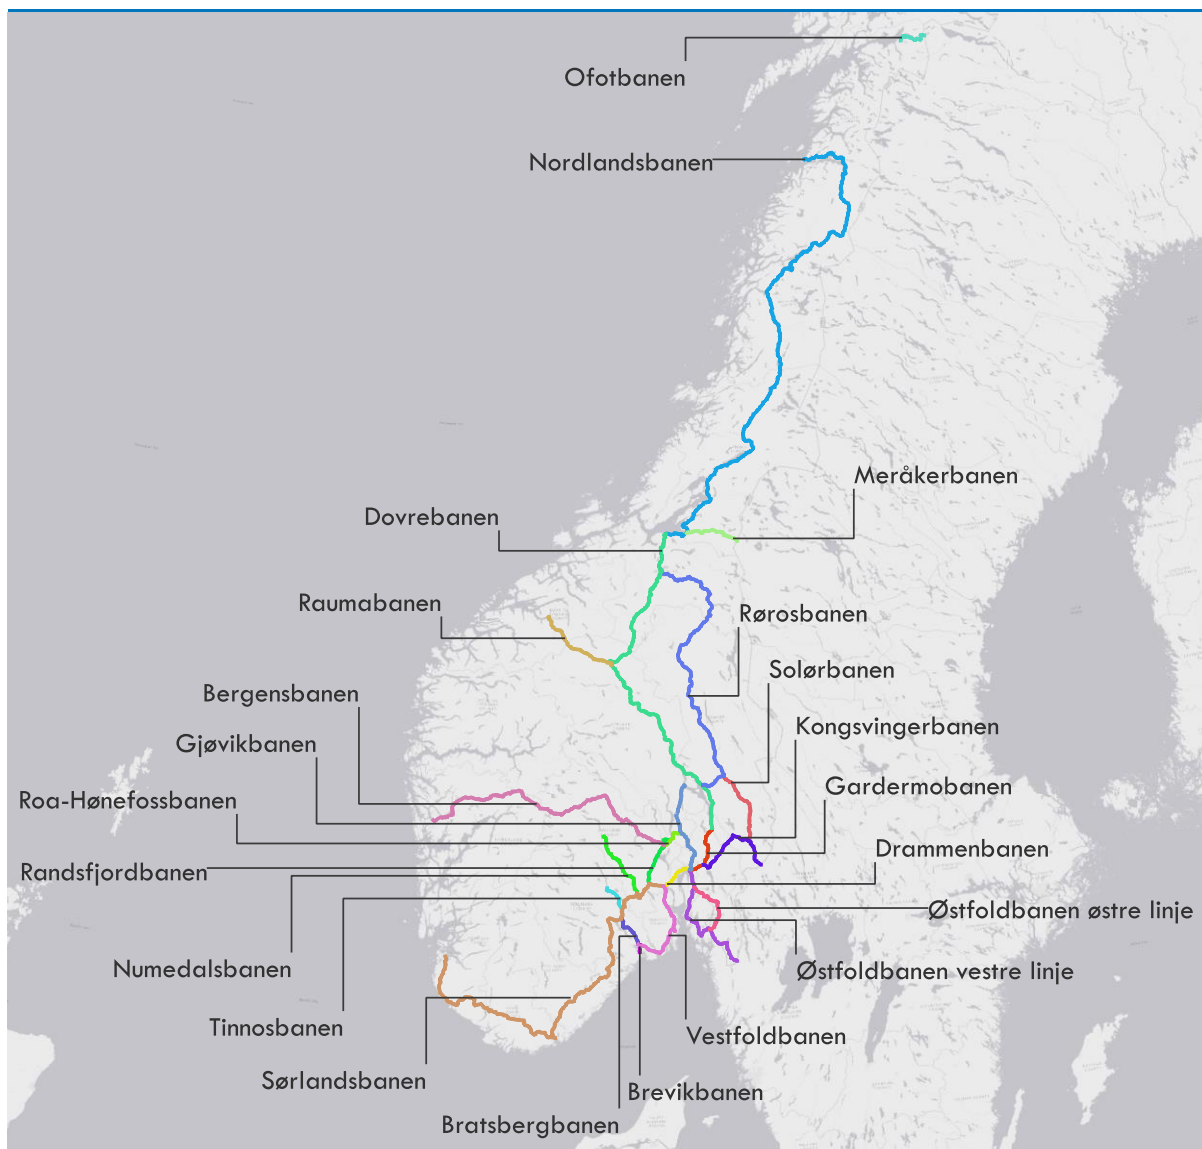 Ofotbanen
Nordlandsbanen
Meråkerbanen
Dovrebanen
Raumabanen
Rørosbanen
Solørbanen
Bergensbanen
Kongsvingerbanen
Gjøvikbanen
Gardermobanen
Roa-Hønefossbanen
Drammenbanen
Randsfjordbanen
Østfoldbanen østre linje
Numedalsbanen
Østfoldbanen vestre linje
Tinnosbanen
Vestfoldbanen
Sørlandsbanen
Brevikbanen
Bratsbergbanen